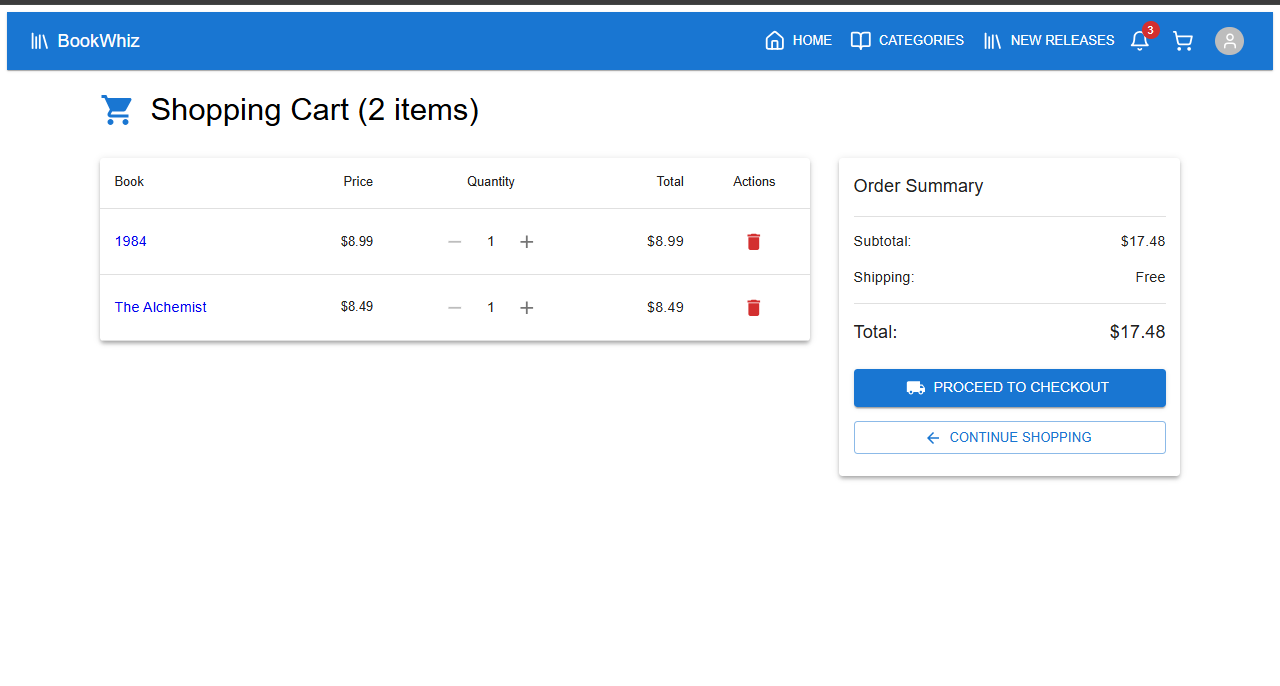 BookWhiz HOME CATEGORIES NEW RELEASES 3
Shopping Cart (2 items)
Book Price Quantity Total Actions
1984 $8.99 1 $8.99
The Alchemist $8.49 1 $8.49
Order Summary
Subtotal: $17.48
Shipping: Free
Total: $17.48
PROCEED TO CHECKOUT
CONTINUE SHOPPING